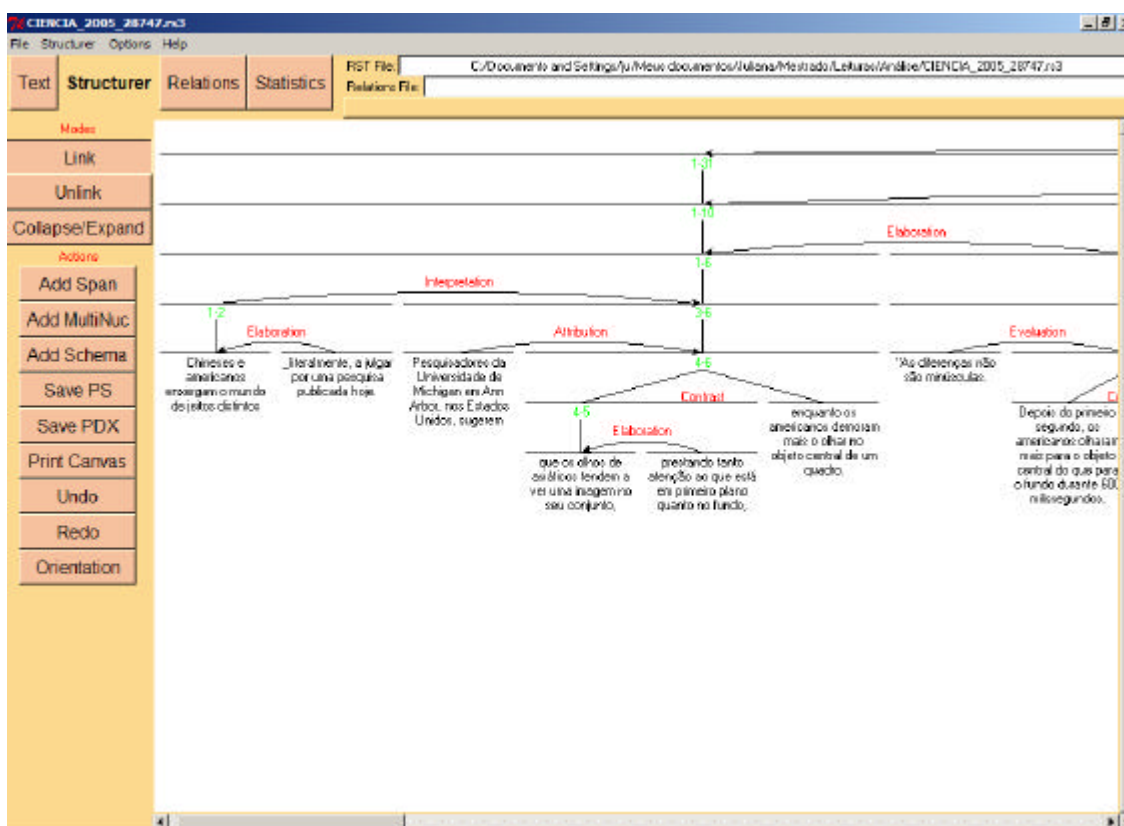 CIENCIA_2005_28747.rs3
File Structurer Options Help
Text Structurer Relations Statistics
RST File: C:/Documents and Settings/ju/Meus documentos/Juliana/Mestrado/Leituras/Análise/CIENCIA_2005_28747.rs3
Relations File:
Modes
Link
Unlink
Collapse/Expand
Actions
Add Span
Add MultiNuc
Add Schema
Save PS
Save PDX
Print Canvas
Undo
Redo
Orientation
1-31
1-10
Elaboration
1-6
Interpretation
1-2
3-6
Elaboration
Attribution
Evaluation
Chineses e
americanos
enxergam o mundo
de jeitos distintos
_literalmente, a julgar
por uma pesquisa
publicada hoje.
Pesquisadores da
Universidade de
Michigan em Ann
Arbor, nos Estados
Unidos, sugerem
4-6
"As diferenças não
são minúsculas.
Contrast
4-5
Elaboration
que os olhos de
asiáticos tendem a
ver uma imagem no
seu conjunto,
prestando tanto
atenção ao que está
em primeiro plano
quanto no fundo,
enquanto os
americanos demoram
mais o olhar no
objeto central de um
quadro.
Depois do primeiro
segundo, os
americanos olharam
mais para o objeto
central do que para
o fundo durante 600
milissegundos.